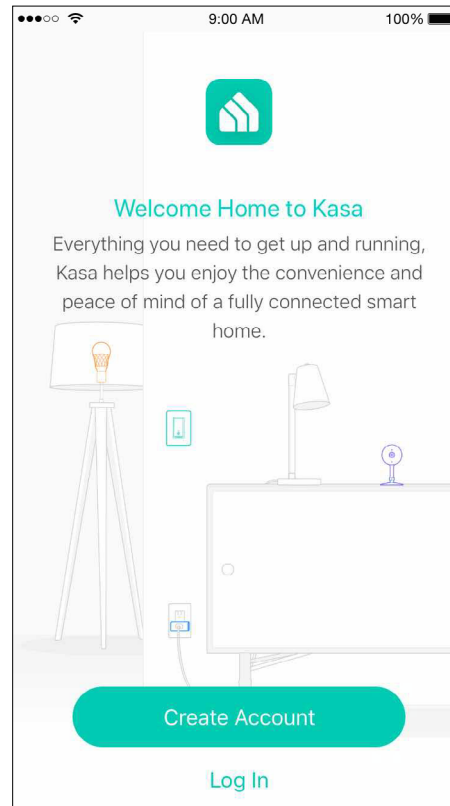 9:00 AM 100%
Welcome Home to Kasa
Everything you need to get up and running,
Kasa helps you enjoy the convenience and
peace of mind of a fully connected smart
home.
Create Account
Log In